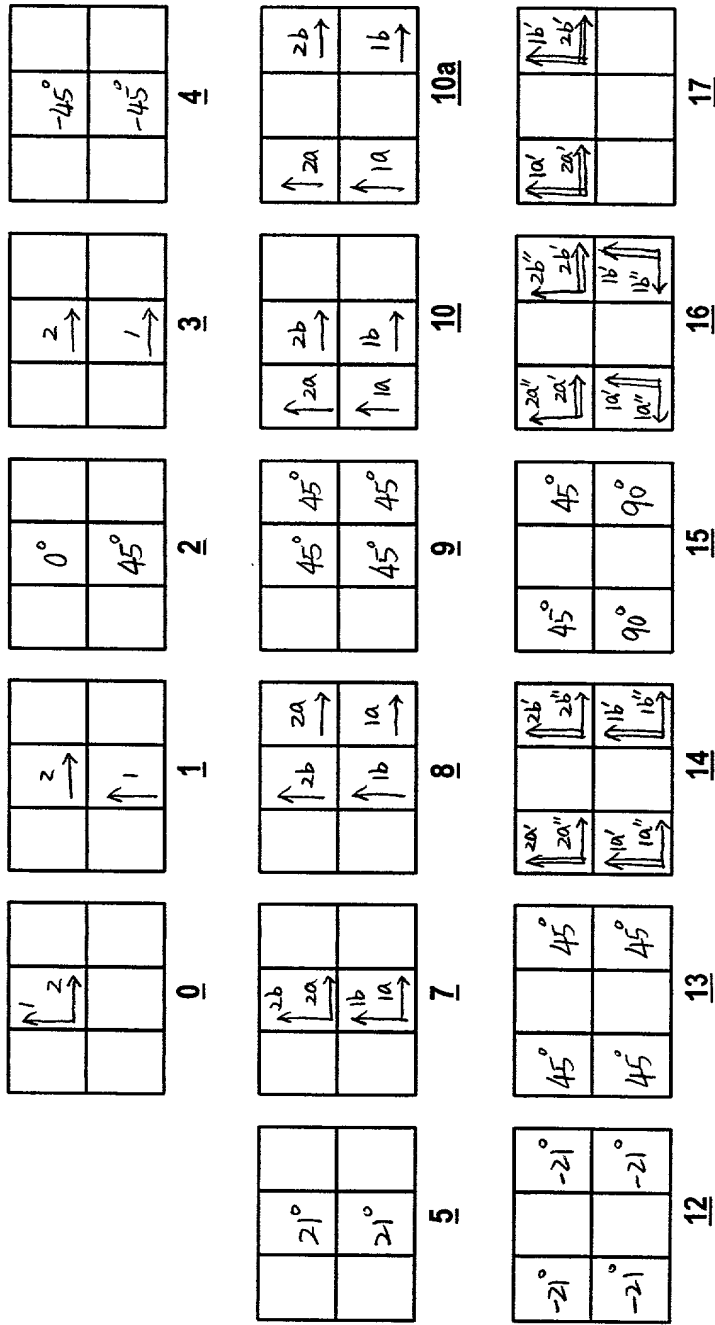 1
2
0
2
1
1
0°
45°
2
2
1
3
-45°
-45°
4
21°
21°
5
2b
2a
1b
1a
7
2b 2a
1b 1a
8
45° 45°
45° 45°
9
2a 2b
1a 1b
10
2a 2b
1a 1b
10a
-21° -21°
-21° -21°
12
45° 45°
45° 45°
13
2a' 2b'
2a" 2b"
1a' 1b'
1a" 1b"
14
45° 45°
90° 90°
15
2a" 2b"
2a' 2b'
1a' 1b'
1a" 1b"
16
1a' 1b'
2a' 2b'
17